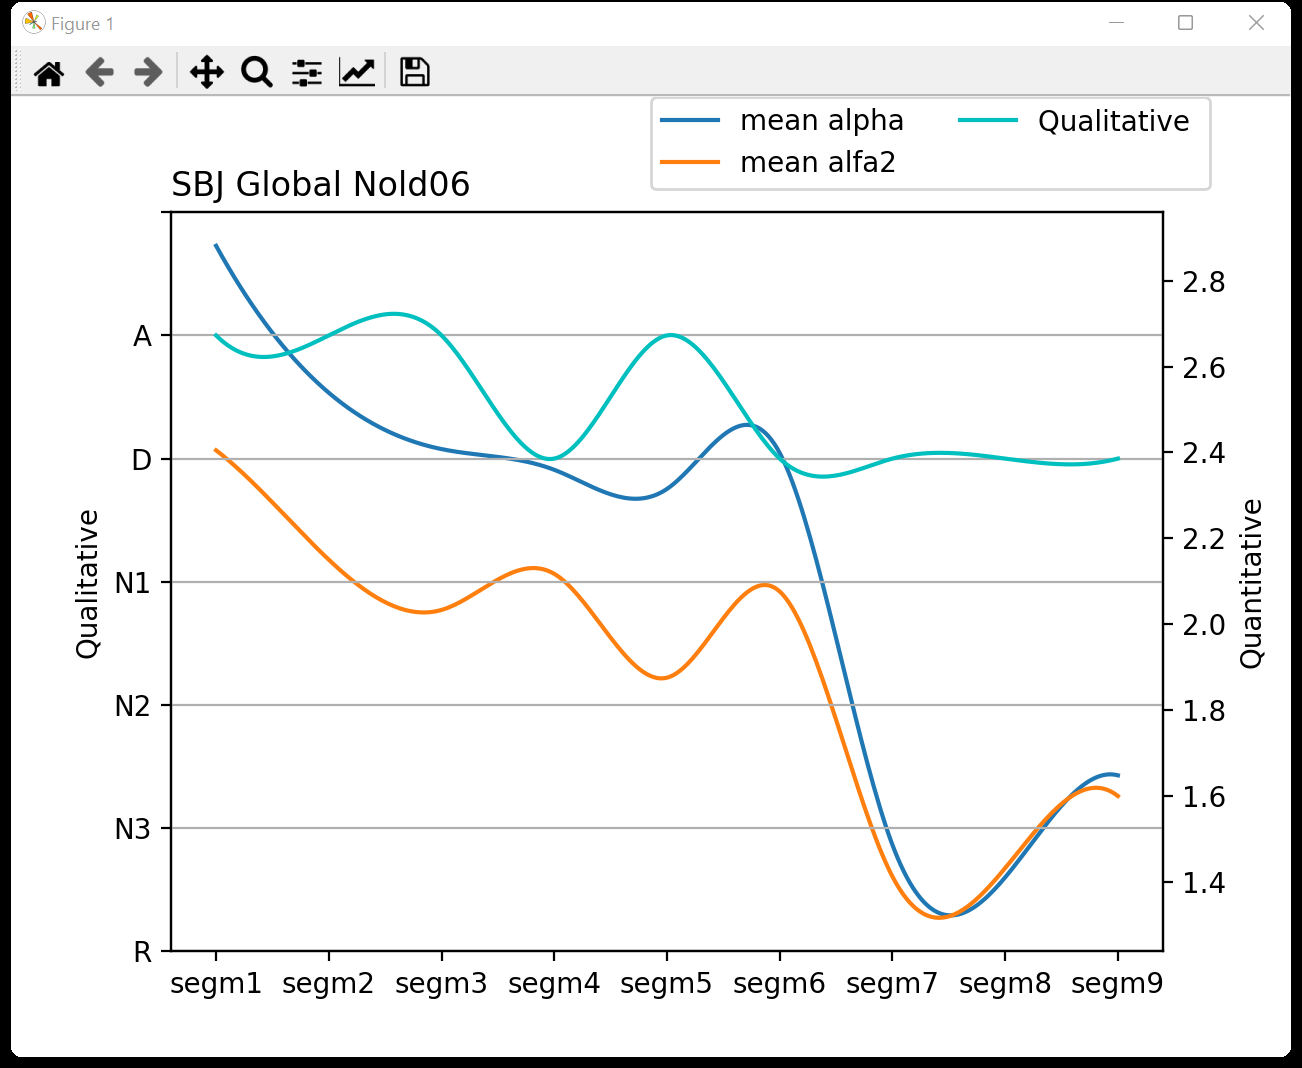 Figure 1
mean alpha
Qualitative
mean alfa2
SBJ Global Nold06
A
D
N1
N2
N3
R
Qualitative
2.8
2.6
2.4
2.2
2.0
1.8
1.6
1.4
Quantitative
segm1 segm2 segm3 segm4 segm5 segm6 segm7 segm8 segm9